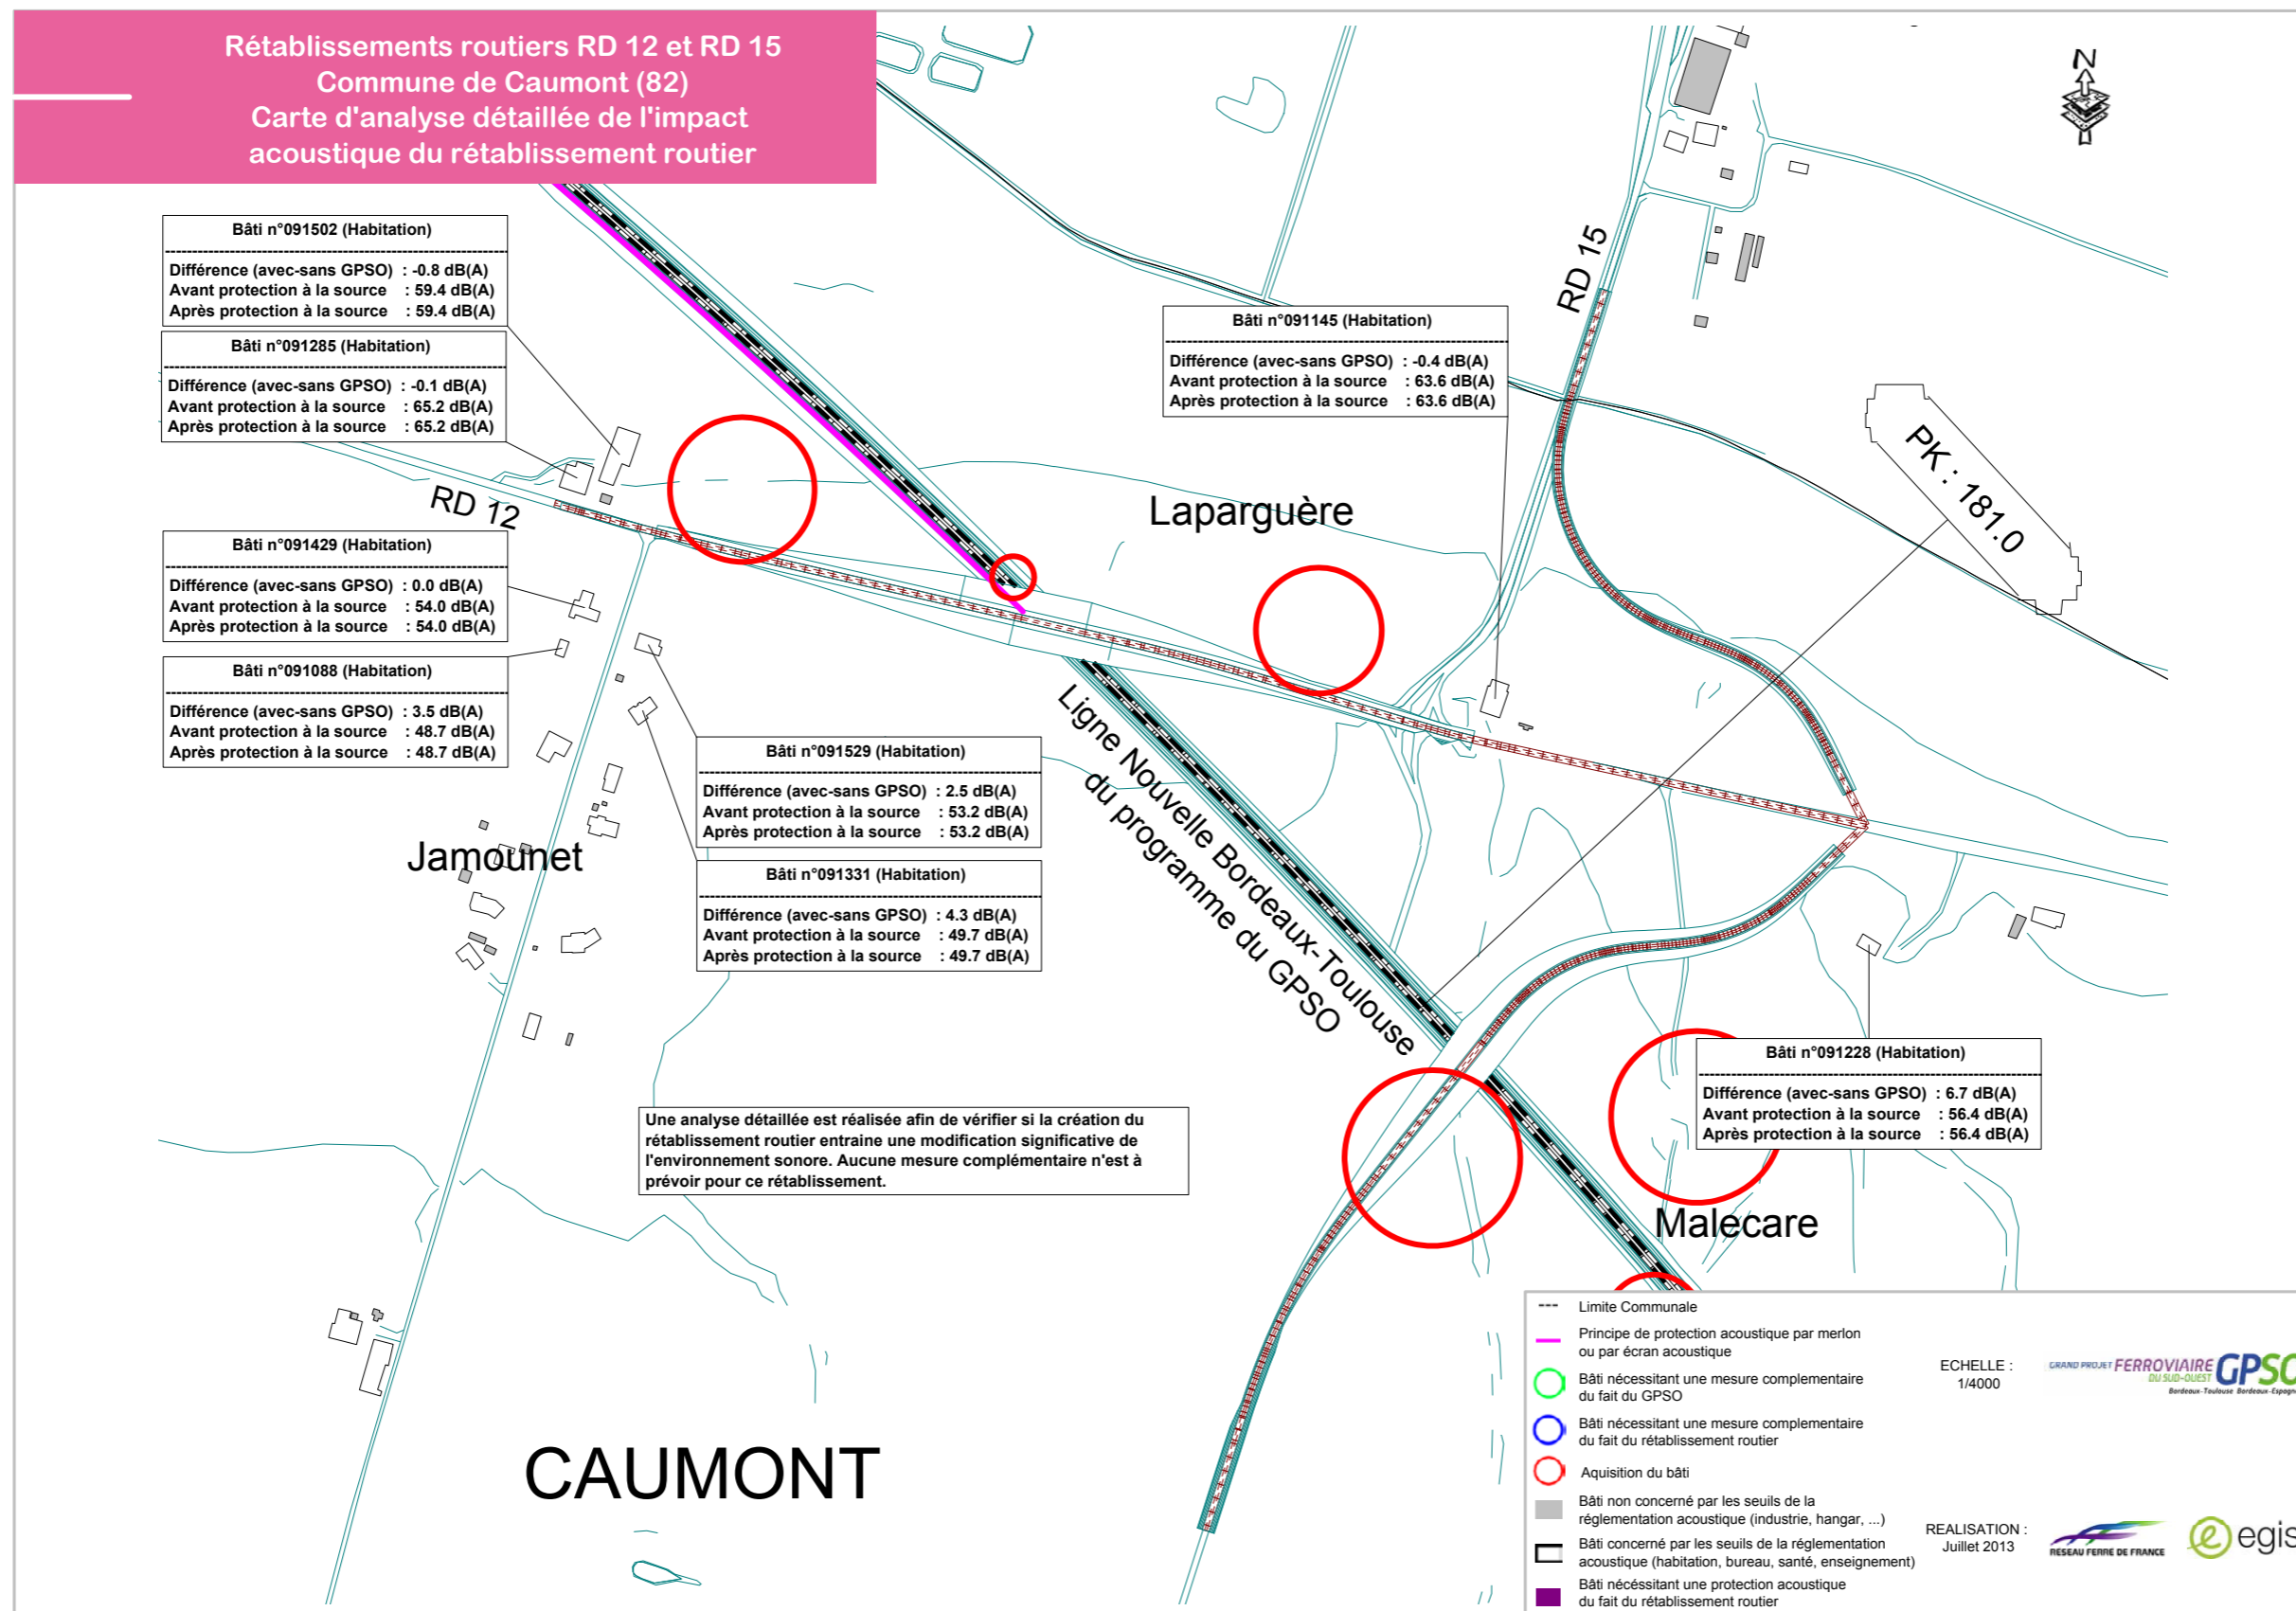 Rétablissements routiers RD 12 et RD 15
Commune de Caumont (82)
Carte d'analyse détaillée de l'impact
acoustique du rétablissement routier
N
Bâti n°091502 (Habitation)
Différence (avec-sans GPSO) : -0.8 dB(A)
Avant protection à la source : 59.4 dB(A)
Après protection à la source : 59.4 dB(A)
Bâti n°091285 (Habitation)
Différence (avec-sans GPSO) : -0.1 dB(A)
Avant protection à la source : 65.2 dB(A)
Après protection à la source : 65.2 dB(A)
Bâti n°091145 (Habitation)
Différence (avec-sans GPSO) : -0.4 dB(A)
Avant protection à la source : 63.6 dB(A)
Après protection à la source : 63.6 dB(A)
RD 15
PK : 181.0
RD 12
Laparguère
Bâti n°091429 (Habitation)
Différence (avec-sans GPSO) : 0.0 dB(A)
Avant protection à la source : 54.0 dB(A)
Après protection à la source : 54.0 dB(A)
Bâti n°091088 (Habitation)
Différence (avec-sans GPSO) : 3.5 dB(A)
Avant protection à la source : 48.7 dB(A)
Après protection à la source : 48.7 dB(A)
Bâti n°091529 (Habitation)
Différence (avec-sans GPSO) : 2.5 dB(A)
Avant protection à la source : 53.2 dB(A)
Après protection à la source : 53.2 dB(A)
Bâti n°091331 (Habitation)
Différence (avec-sans GPSO) : 4.3 dB(A)
Avant protection à la source : 49.7 dB(A)
Après protection à la source : 49.7 dB(A)
Ligne Nouvelle Bordeaux-Toulouse
du programme du GPSO
Jamounet
Bâti n°091228 (Habitation)
Différence (avec-sans GPSO) : 6.7 dB(A)
Avant protection à la source : 56.4 dB(A)
Après protection à la source : 56.4 dB(A)
Une analyse détaillée est réalisée afin de vérifier si la création du
rétablissement routier entraine une modification significative de
l'environnement sonore. Aucune mesure complémentaire n'est à
prévoir pour ce rétablissement.
Malecare
CAUMONT
Limite Communale
Principe de protection acoustique par merlon
ou par écran acoustique
Bâti nécessitant une mesure complementaire
du fait du GPSO
Bâti nécessitant une mesure complementaire
du fait du rétablissement routier
Aquisition du bâti
Bâti non concerné par les seuils de la
réglementation acoustique (industrie, hangar, ...)
Bâti concerné par les seuils de la réglementation
acoustique (habitation, bureau, santé, enseignement)
Bâti nécéssitant une protection acoustique
du fait du rétablissement routier
ECHELLE :
1/4000
GRAND PROJET FERROVIAIRE
DU SUD-OUEST
GPSO
Bordeaux-Toulouse Bordeaux-Espagne
REALISATION :
Juillet 2013
RESEAU FERRE DE FRANCE
egis